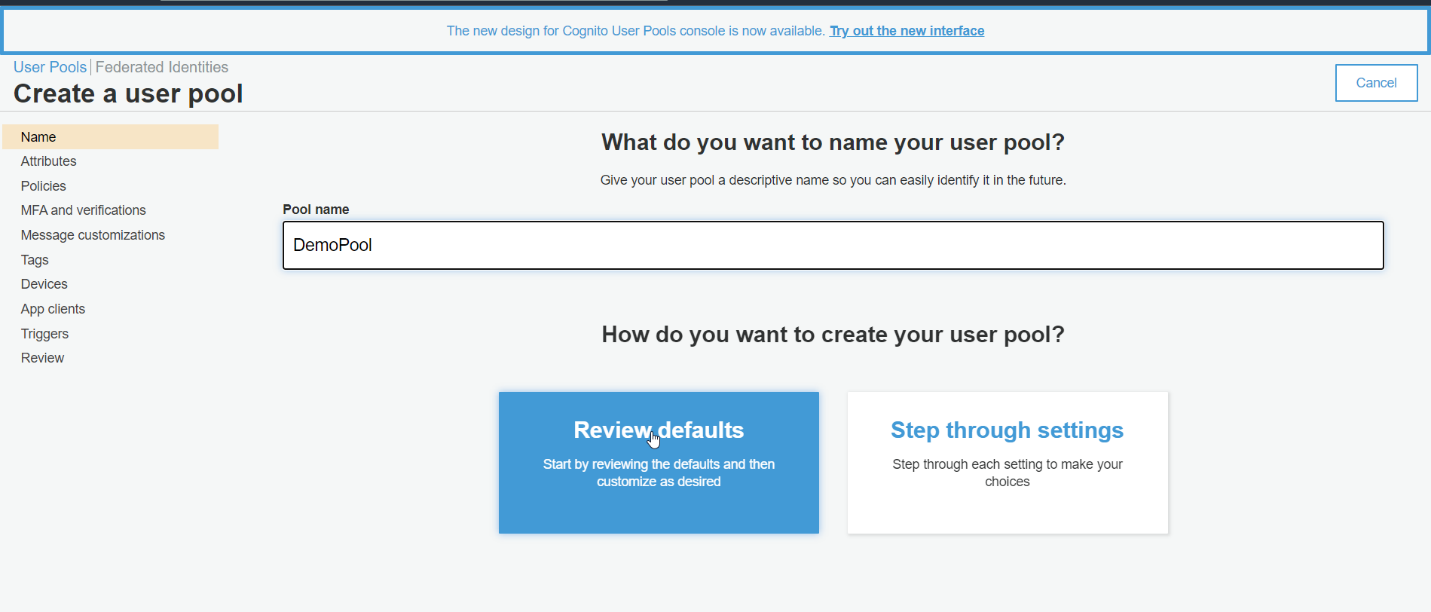 The new design for Cognito User Pools console is now available. Try out the new interface
User Pools | Federated Identities
Create a user pool
Cancel
Name
Attributes
Policies
MFA and verifications
Message customizations
Tags
Devices
App clients
Triggers
Review
What do you want to name your user pool?
Give your user pool a descriptive name so you can easily identify it in the future.
Pool name
DemoPool
How do you want to create your user pool?
Review defaults
Start by reviewing the defaults and then
customize as desired
Step through settings
Step through each setting to make your
choices